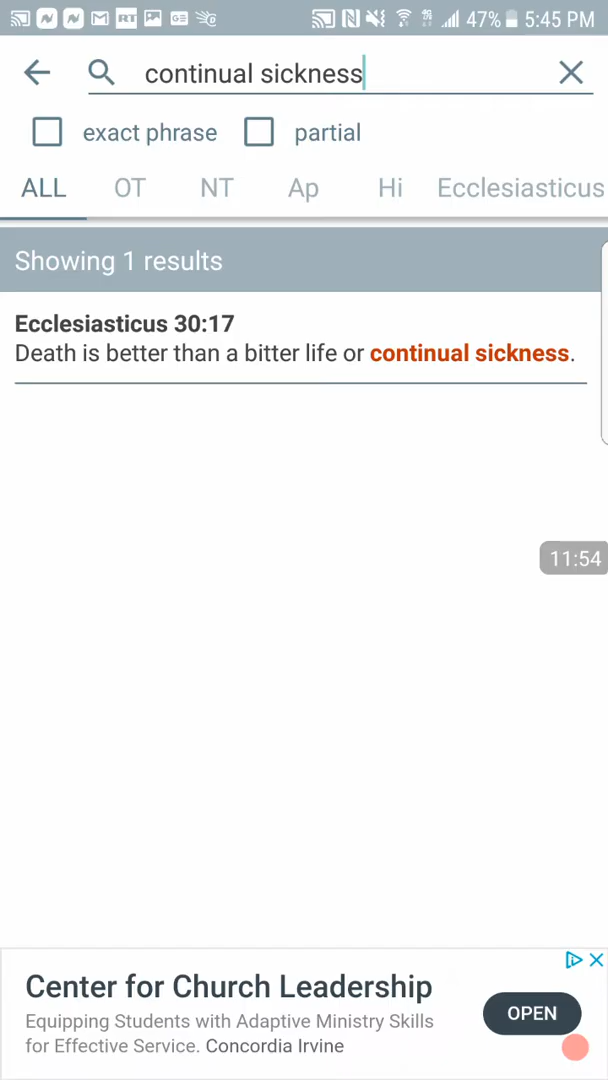 RT GE 47% 5:45 PM
continual sickness
exact phrase partial
ALL OT NT Ap Hi Ecclesiasticus
Showing 1 results
Ecclesiasticus 30:17
Death is better than a bitter life or continual sickness.
11:54
Center for Church Leadership
Equipping Students with Adaptive Ministry Skills
for Effective Service. Concordia Irvine
OPEN